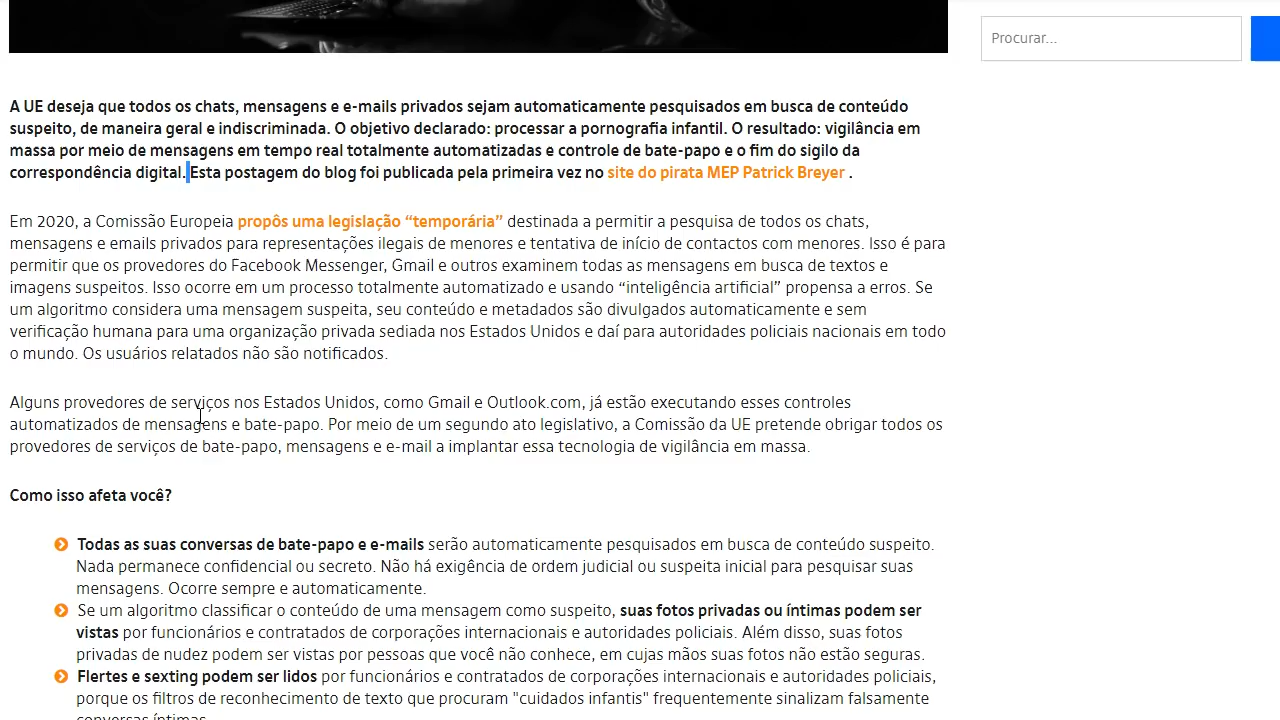 Procurar...
A UE deseja que todos os chats, mensagens e e-mails privados sejam automaticamente pesquisados em busca de conteúdo
suspeito, de maneira geral e indiscriminada. O objetivo declarado: processar a pornografia infantil. O resultado: vigilância em
massa por meio de mensagens em tempo real totalmente automatizadas e controle de bate-papo e o fim do sigilo da
correspondência digital. Esta postagem do blog foi publicada pela primeira vez no site do pirata MEP Patrick Breyer .
Em 2020, a Comissão Europeia propôs uma legislação “temporária” destinada a permitir a pesquisa de todos os chats,
mensagens e emails privados para representações ilegais de menores e tentativa de início de contactos com menores. Isso é para
permitir que os provedores do Facebook Messenger, Gmail e outros examinem todas as mensagens em busca de textos e
imagens suspeitos. Isso ocorre em um processo totalmente automatizado e usando “inteligência artificial” propensa a erros. Se
um algoritmo considera uma mensagem suspeita, seu conteúdo e metadados são divulgados automaticamente e sem
verificação humana para uma organização privada sediada nos Estados Unidos e daí para autoridades policiais nacionais em todo
o mundo. Os usuários relatados não são notificados.
Alguns provedores de serviços nos Estados Unidos, como Gmail e Outlook.com, já estão executando esses controles
automatizados de mensagens e bate-papo. Por meio de um segundo ato legislativo, a Comissão da UE pretende obrigar todos os
provedores de serviços de bate-papo, mensagens e e-mail a implantar essa tecnologia de vigilância em massa.
Como isso afeta você?
Todas as suas conversas de bate-papo e e-mails serão automaticamente pesquisados em busca de conteúdo suspeito.
Nada permanece confidencial ou secreto. Não há exigência de ordem judicial ou suspeita inicial para pesquisar suas
mensagens. Ocorre sempre e automaticamente.
Se um algoritmo classificar o conteúdo de uma mensagem como suspeito, suas fotos privadas ou íntimas podem ser
vistas por funcionários e contratados de corporações internacionais e autoridades policiais. Além disso, suas fotos
privadas de nudez podem ser vistas por pessoas que você não conhece, em cujas mãos suas fotos não estão seguras.
Flertes e sexting podem ser lidos por funcionários e contratados de corporações internacionais e autoridades policiais,
porque os filtros de reconhecimento de texto que procuram "cuidados infantis" frequentemente sinalizam falsamente
conversas íntimas.